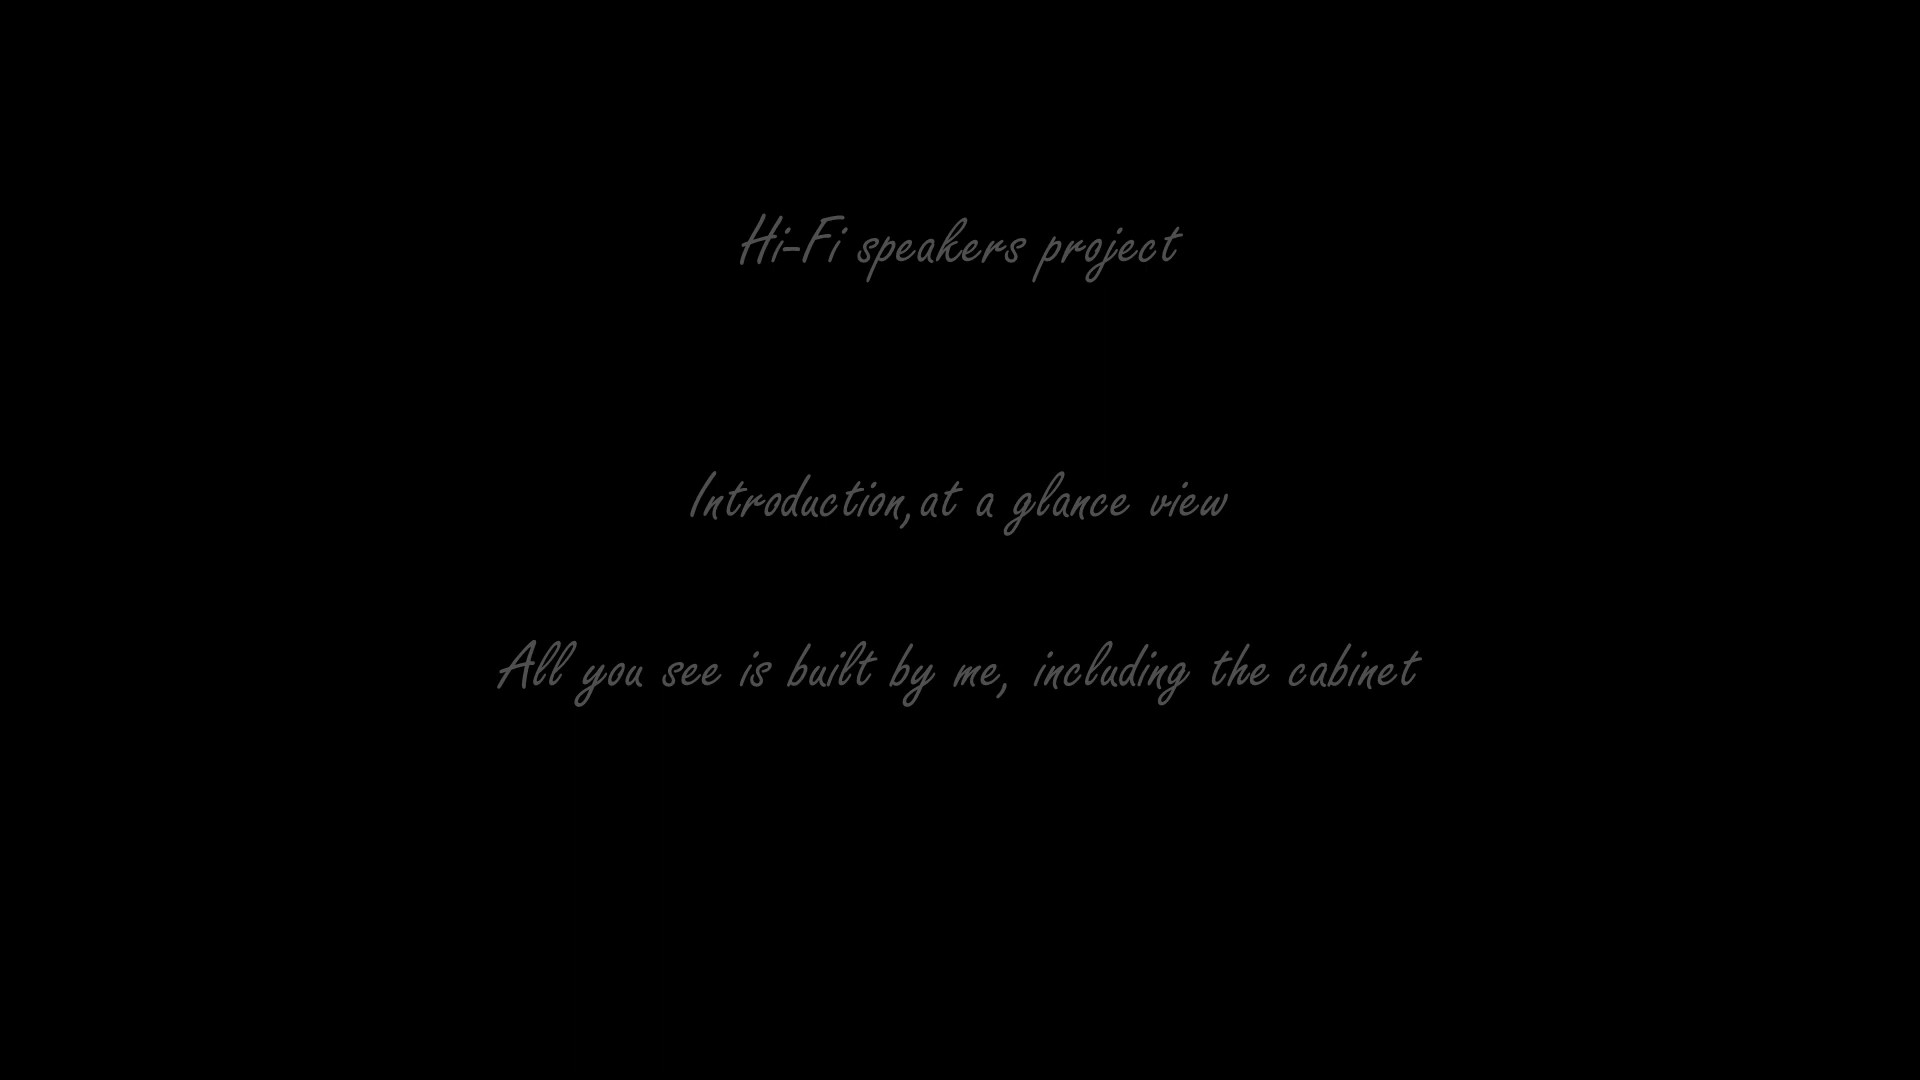 Hi-Fi speakers project
Introduction,at a glance view
All you see is built by me, including the cabinet